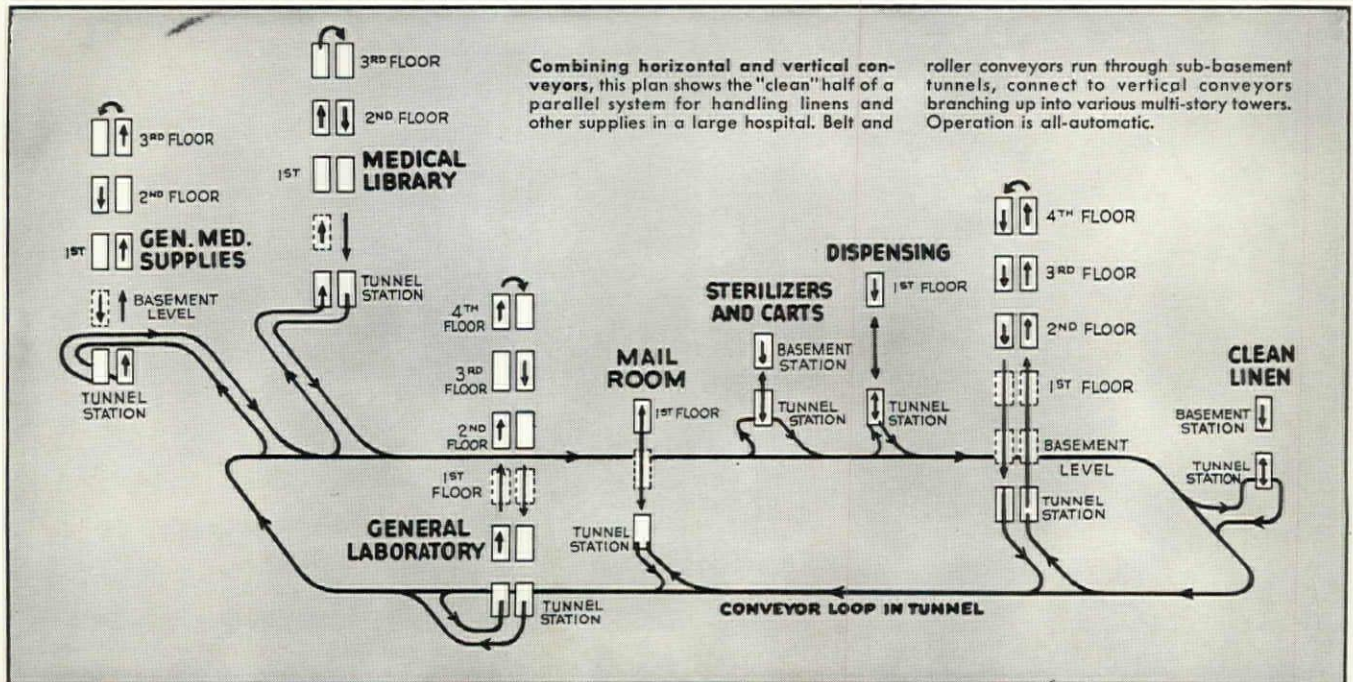 Combining horizontal and vertical con-
veyors, this plan shows the "clean" half of a
parallel system for handling linens and
other supplies in a large hospital. Belt and
roller conveyors run through sub-basement
tunnels, connect to vertical conveyors
branching up into various multi-story towers.
Operation is all-automatic.
3RD FLOOR
2ND FLOOR
1ST
GEN. MED.
SUPPLIES
BASEMENT
LEVEL
TUNNEL
STATION
3RD FLOOR
2ND FLOOR
1ST
MEDICAL
LIBRARY
TUNNEL
STATION
4TH
FLOOR
3RD
FLOOR
2ND
FLOOR
1ST
FLOOR
GENERAL
LABORATORY
TUNNEL
STATION
MAIL
ROOM
1ST FLOOR
TUNNEL
STATION
STERILIZERS
AND CARTS
BASEMENT
STATION
TUNNEL
STATION
DISPENSING
1ST FLOOR
TUNNEL
STATION
4TH FLOOR
3RD FLOOR
2ND FLOOR
1ST FLOOR
BASEMENT
LEVEL
TUNNEL
STATION
CLEAN
LINEN
BASEMENT
STATION
TUNNEL
STATION
CONVEYOR LOOP IN TUNNEL